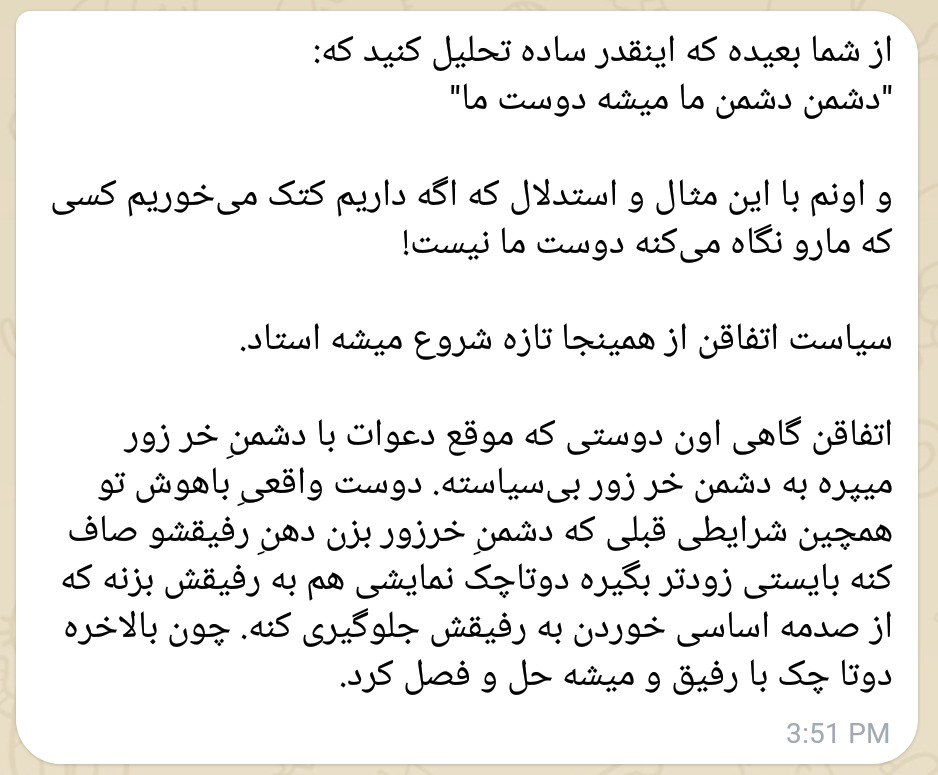 از شما بعیده که اینقدر ساده تحلیل کنید که:
"دشمن دشمن ما میشه دوست ما"
و اونم با این مثال و استدلال که اگه داریم کتک می‌خوریم کسی
که مارو نگاه می‌کنه دوست ما نیست!
سیاست اتفاقن از همینجا تازه شروع میشه استاد.
اتفاقن گاهی اون دوستی که موقع دعوات با دشمنِ خر زور
میپره به دشمن خر زور بی‌سیاسته. دوست واقعیِ باهوش تو
همچین شرایطی قبلی که دشمنِ خرزور بزن دهنِ رفیقشو صاف
کنه بایستی زودتر بگیره دوتاچک نمایشی هم به رفیقش بزنه که
از صدمه اساسی خوردن به رفیقش جلوگیری کنه. چون بالاخره
دوتا چک با رفیق و میشه حل و فصل کرد.
3:51 PM